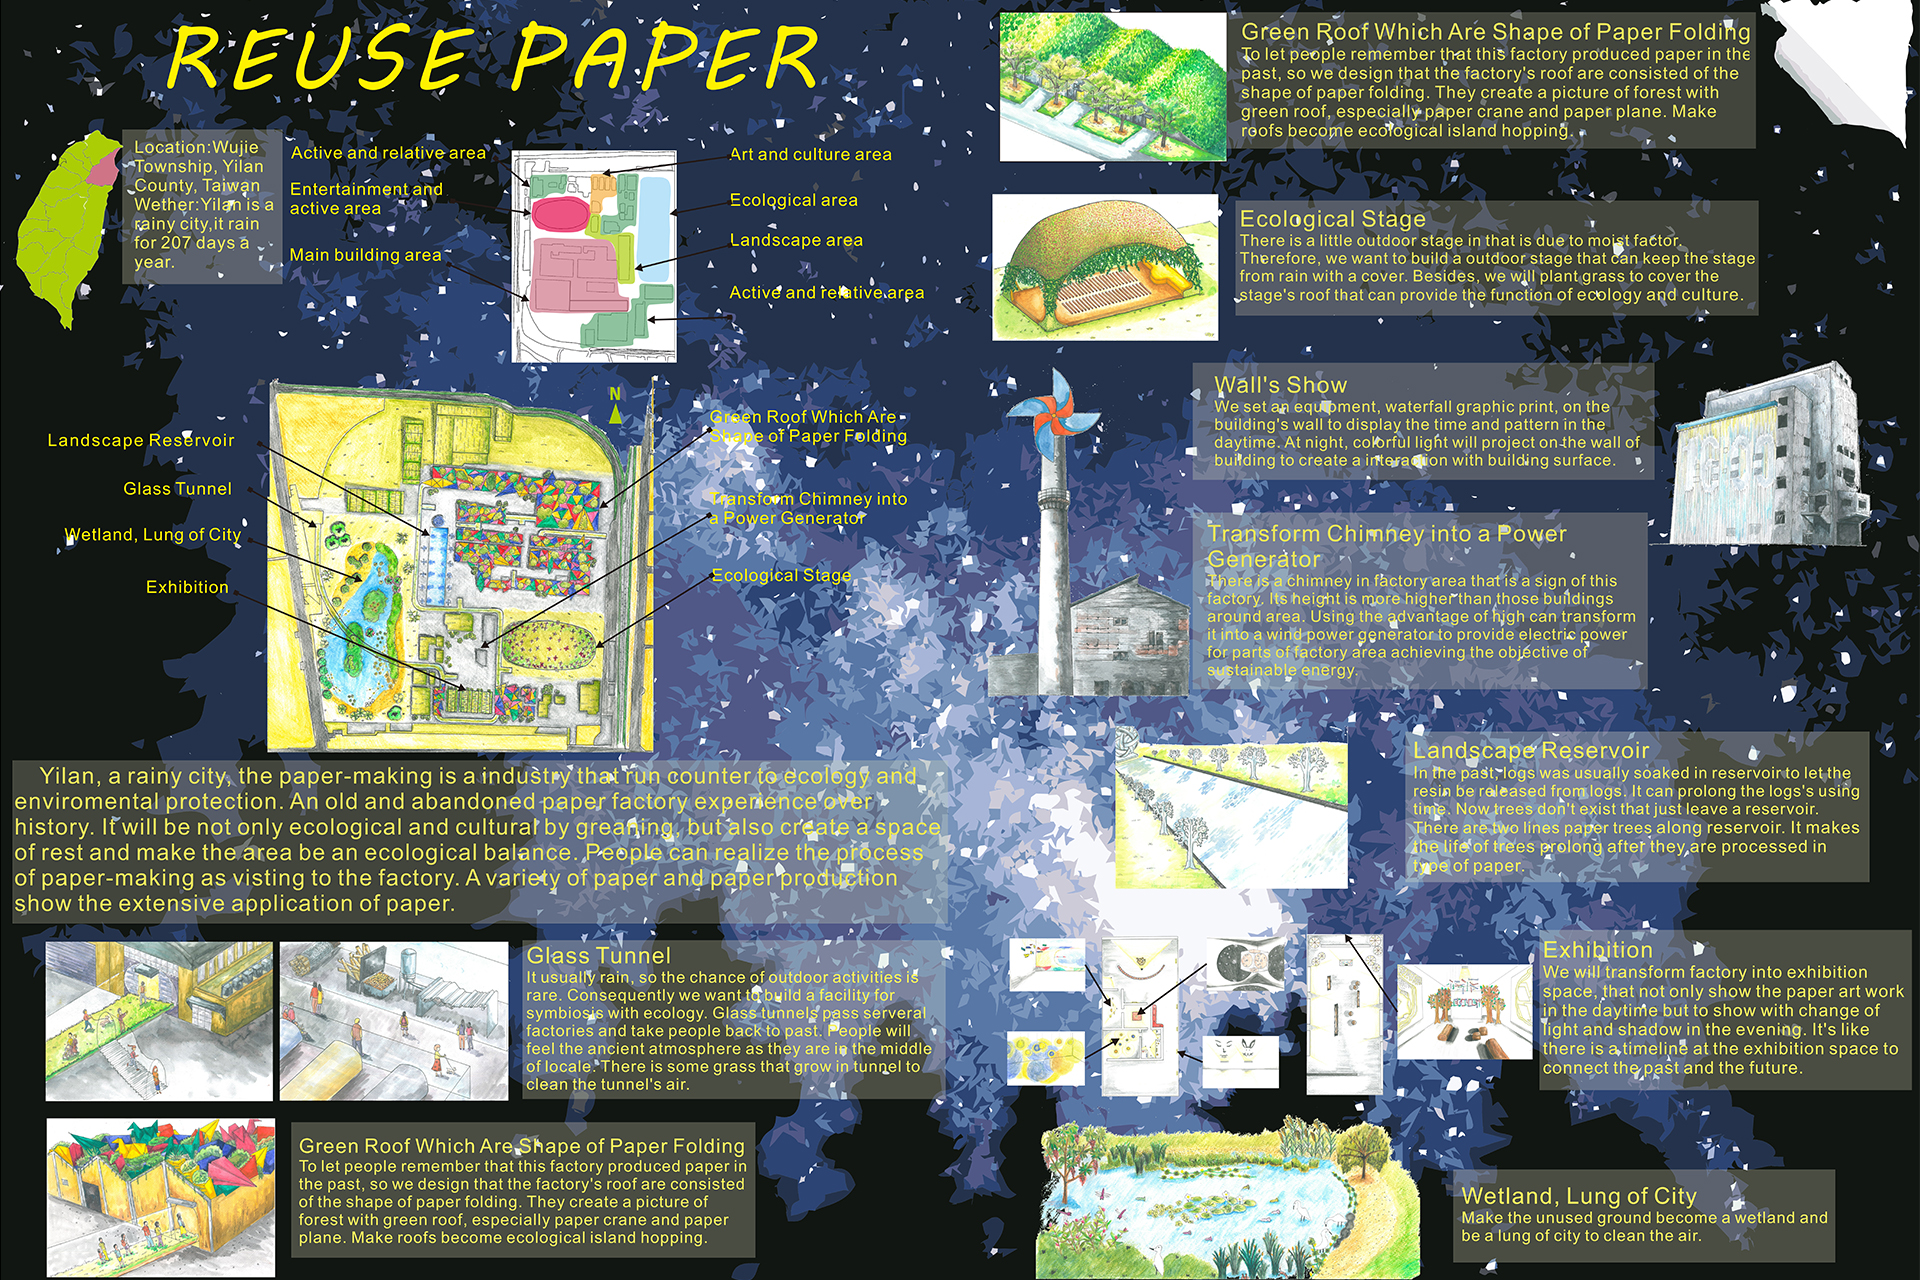 REUSE PAPER
Location:Wujie
Township, Yilan
County, Taiwan
Wether:Yilan is a
rainy city,it rain
for 207 days a
year.
Active and relative area
Entertainment and
active area
Main building area
Art and culture area
Ecological area
Landscape area
Active and relative area
N
Landscape Reservoir
Glass Tunnel
Wetland, Lung of City
Exhibition
Green Roof Which Are
Shape of Paper Folding
Transform Chimney into
a Power Generator
Ecological Stage
Yilan, a rainy city, the paper-making is a industry that run counter to ecology and
enviromental protection. An old and abandoned paper factory experience over
history. It will be not only ecological and cultural by greaning, but also create a space
of rest and make the area be an ecological balance. People can realize the process
of paper-making as visting to the factory. A variety of paper and paper production
show the extensive application of paper.
Glass Tunnel
It usually rain, so the chance of outdoor activities is
rare. Consequently we want to build a facility for
symbiosis with ecology. Glass tunnels pass serveral
factories and take people back to past. People will
feel the ancient atmosphere as they are in the middle
of locale. There is some grass that grow in tunnel to
clean the tunnel's air.
Green Roof Which Are Shape of Paper Folding
To let people remember that this factory produced paper in
the past, so we design that the factory's roof are consisted
of the shape of paper folding. They create a picture of
forest with green roof, especially paper crane and paper
plane. Make roofs become ecological island hopping.
Green Roof Which Are Shape of Paper Folding
To let people remember that this factory produced paper in the
past, so we design that the factory's roof are consisted of the
shape of paper folding. They create a picture of forest with
green roof, especially paper crane and paper plane. Make
roofs become ecological island hopping.
Ecological Stage
There is a little outdoor stage in that is due to moist factor.
Therefore, we want to build a outdoor stage that can keep the stage
from rain with a cover. Besides, we will plant grass to cover the
stage's roof that can provide the function of ecology and culture.
Wall's Show
We set an equipment, waterfall graphic print, on the
building's wall to display the time and pattern in the
daytime. At night, colorful light will project on the wall of
building to create a interaction with building surface.
Transform Chimney into a Power
Generator
There is a chimney in factory area that is a sign of this
factory. Its height is more higher than those buildings
around area. Using the advantage of high can transform
it into a wind power generator to provide electric power
for parts of factory area achieving the objective of
sustainable energy.
Landscape Reservoir
In the past, logs was usually soaked in reservoir to let the
resin be released from logs. It can prolong the logs's using
time. Now trees don't exist that just leave a reservoir.
There are two lines paper trees along reservoir. It makes
the life of trees prolong after they are processed in
type of paper.
Exhibition
We will transform factory into exhibition
space, that not only show the paper art work
in the daytime but to show with change of
light and shadow in the evening. It's like
there is a timeline at the exhibition space to
connect the past and the future.
Wetland, Lung of City
Make the unused ground become a wetland and
be a lung of city to clean the air.